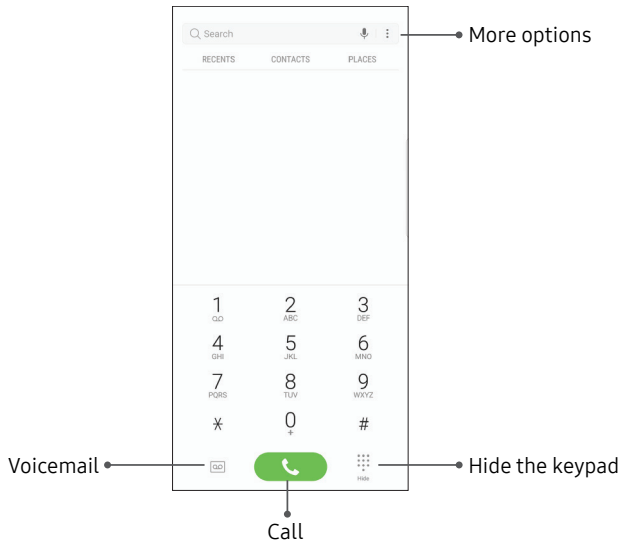 Search
More options
RECENTS CONTACTS PLACES
1 2 3
ABC DEF
4 5 6
GHI JKL MNO
7 8 9
PQRS TUV WXYZ
* 0 #
+
Voicemail
Hide the keypad
Hide
Call